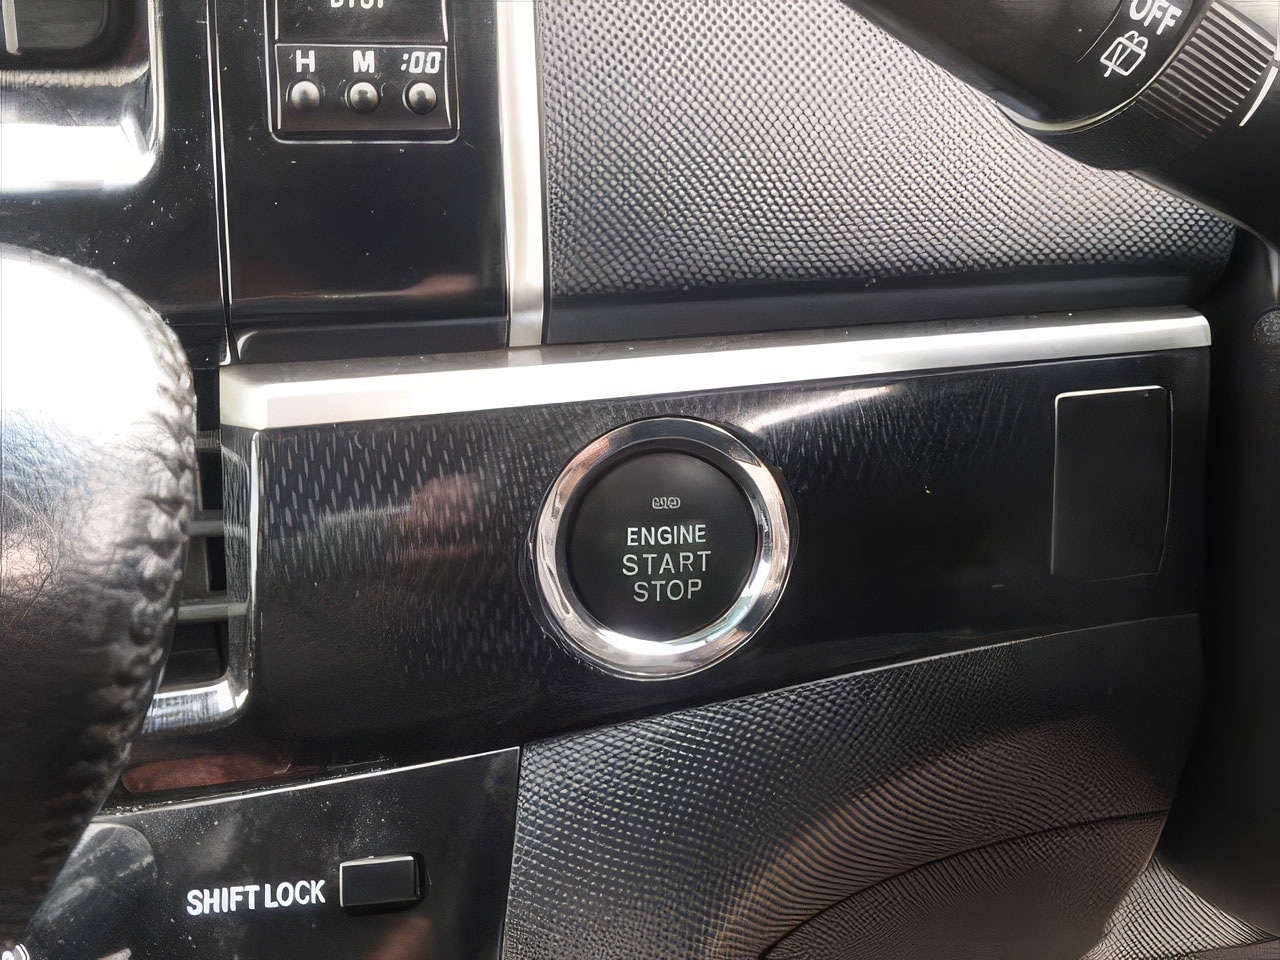 OFF
H M :00
ENGINE
START
STOP
SHIFT LOCK